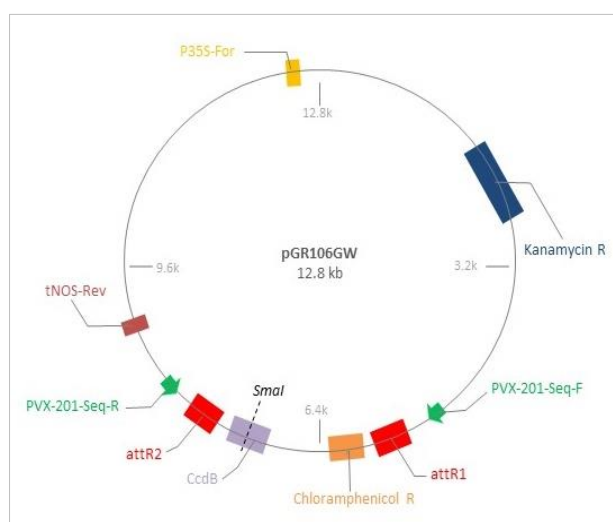 P35S-For
12.8k
Kanamycin R
pGR106GW
12.8 kb
9.6k
3.2k
tNOS-Rev
SmaI
PVX-201-Seq-F
PVX-201-Seq-R
6.4k
attR2
attR1
CcdB
Chloramphenicol R